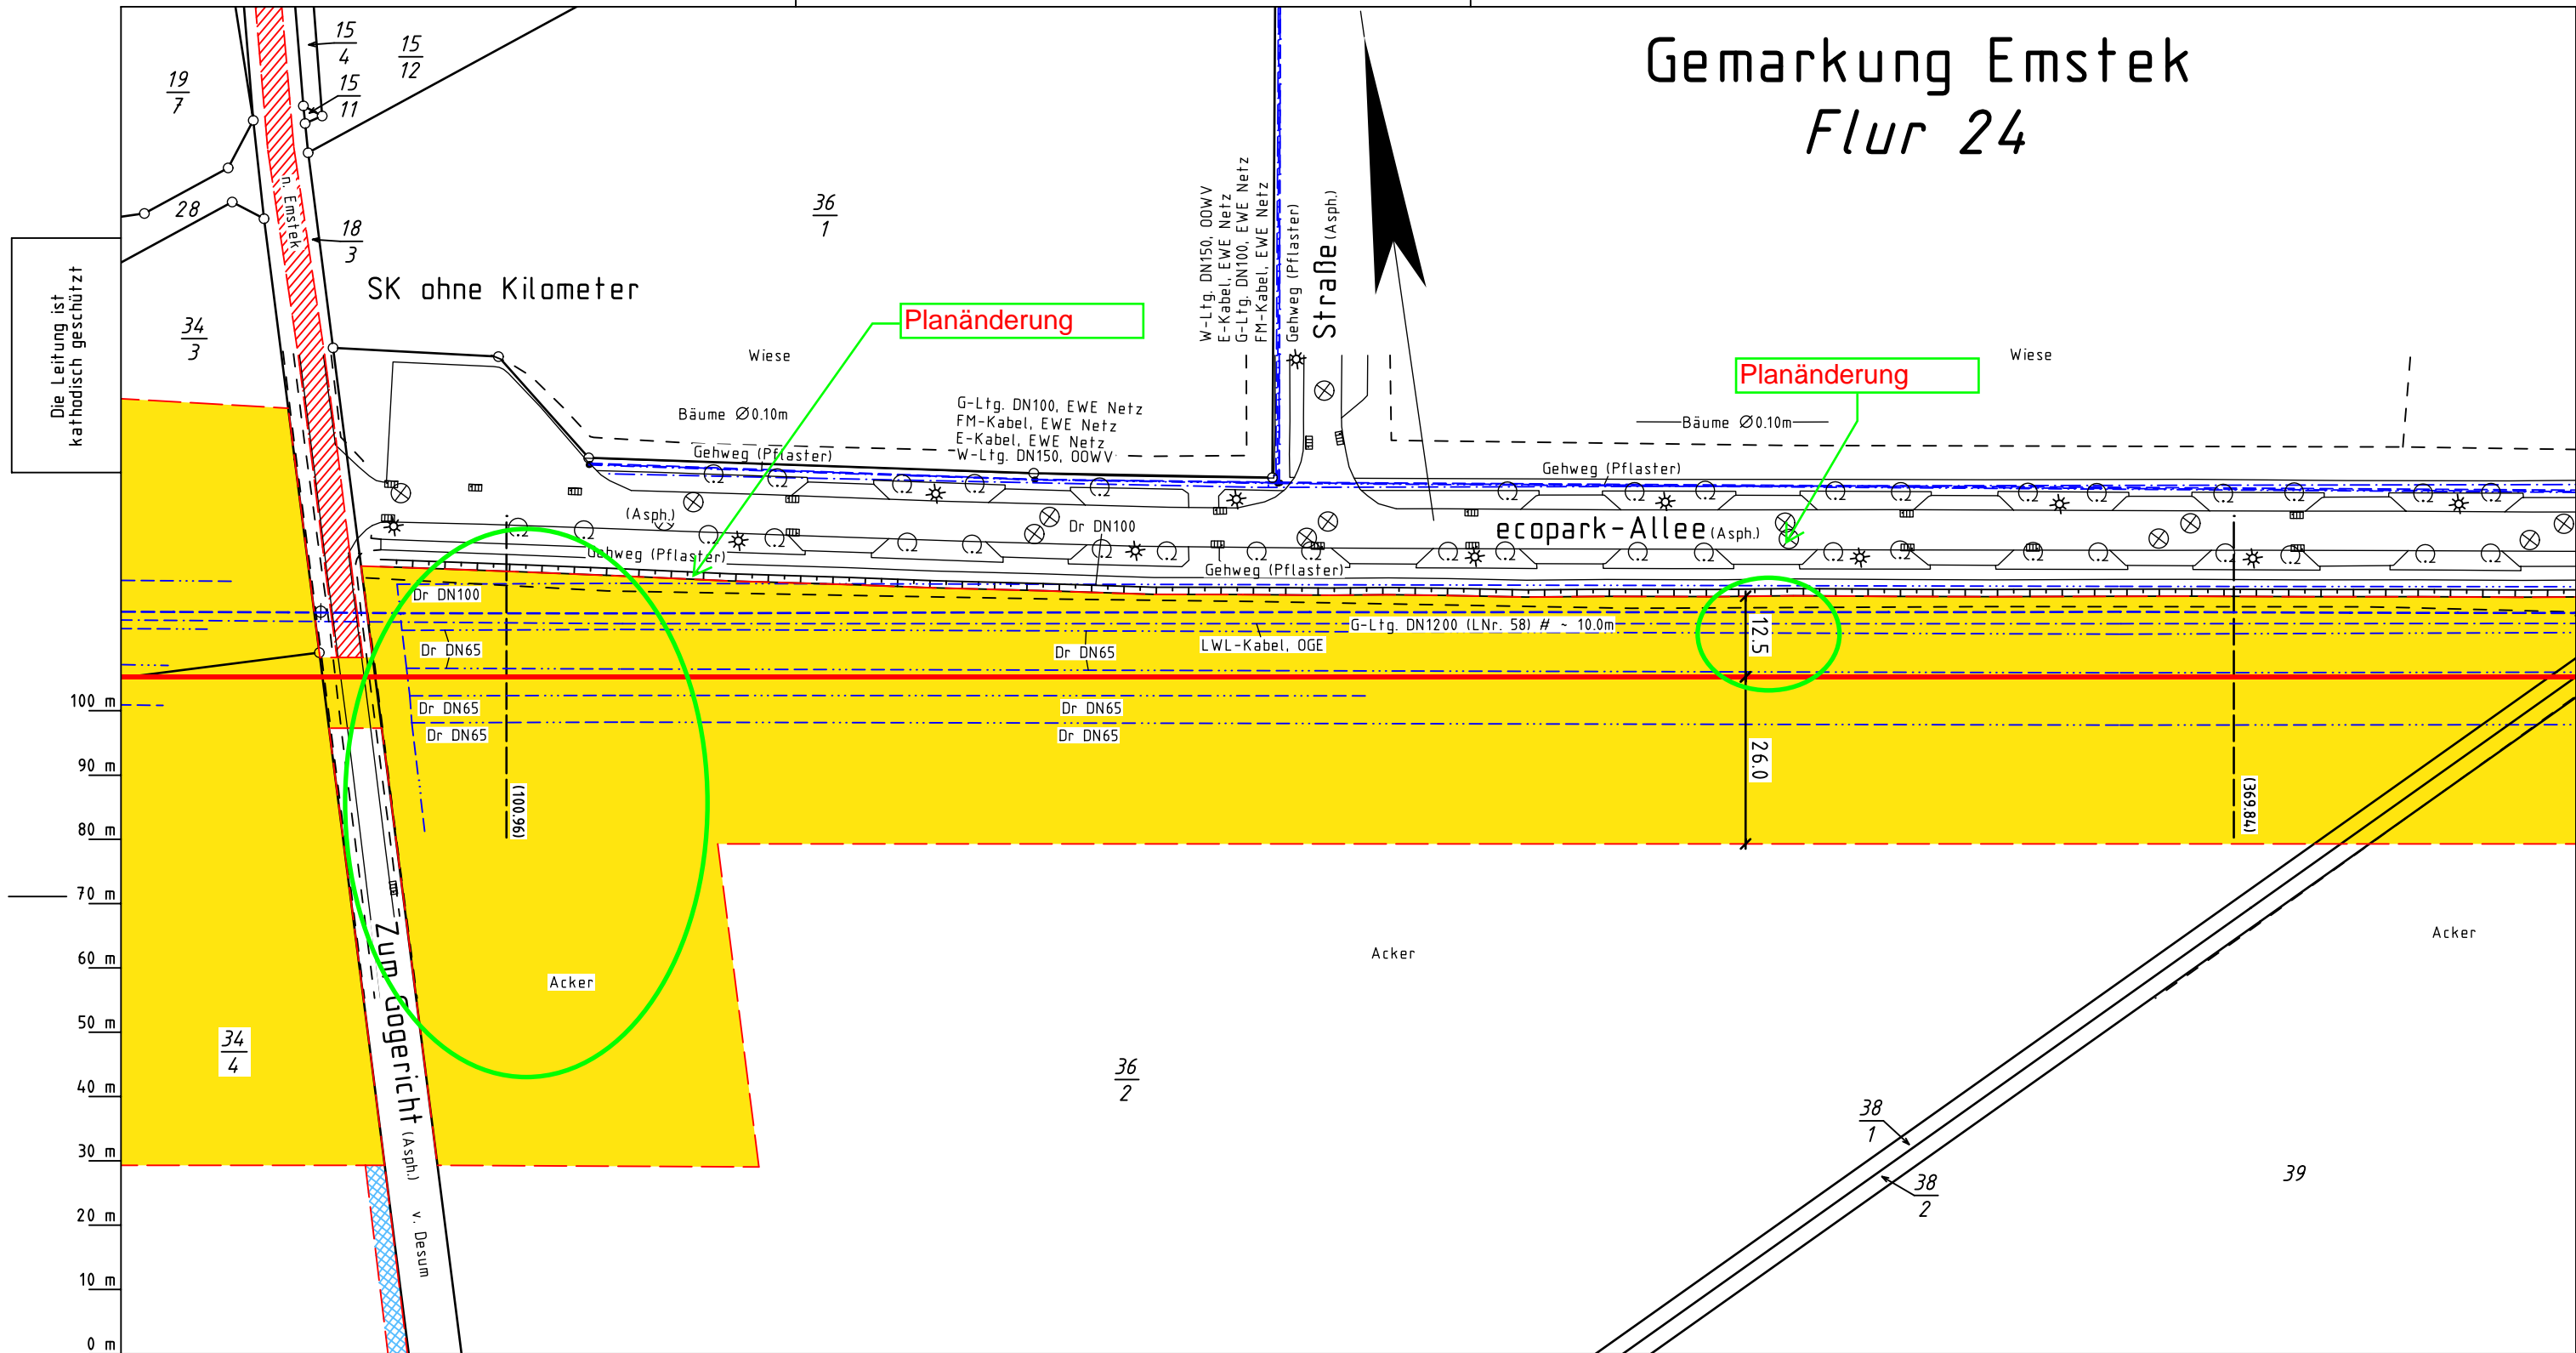 Gemarkung Emstek
Flur 24
15
4
15
12
19
7
15
11
n. Emstek
28
18
3
36
1
SK ohne Kilometer
Die Leitung ist
kathodisch geschützt
34
3
Planänderung
Wiese
W-Ltg. DN150, OOWV
E-Kabel, EWE Netz
G-Ltg. DN100, EWE Netz
FM-Kabel, EWE Netz
Gehweg (Pflaster)
Straße (Asph.)
Planänderung
Wiese
Bäume Ø0.10m
G-Ltg. DN100, EWE Netz
FM-Kabel, EWE Netz
E-Kabel, EWE Netz
W-Ltg. DN150, OOWV
Bäume Ø0.10m
Gehweg (Pflaster)
Gehweg (Pflaster)
(Asph.)
Dr DN100
ecopark-Allee (Asph.)
Gehweg (Pflaster)
Gehweg (Pflaster)
Dr DN100
G-Ltg. DN1200 (LNr. 58) # ~ 10.0m
12.5
Dr DN65
Dr DN65
LWL-Kabel, OGE
100 m
Dr DN65
Dr DN65
Dr DN65
Dr DN65
90 m
26.0
(100.96)
(369.84)
80 m
70 m
Zum Gogericht (Asph.)
v. Desum
60 m
Acker
Acker
Acker
50 m
34
4
40 m
36
2
30 m
38
1
39
38
2
20 m
10 m
0 m